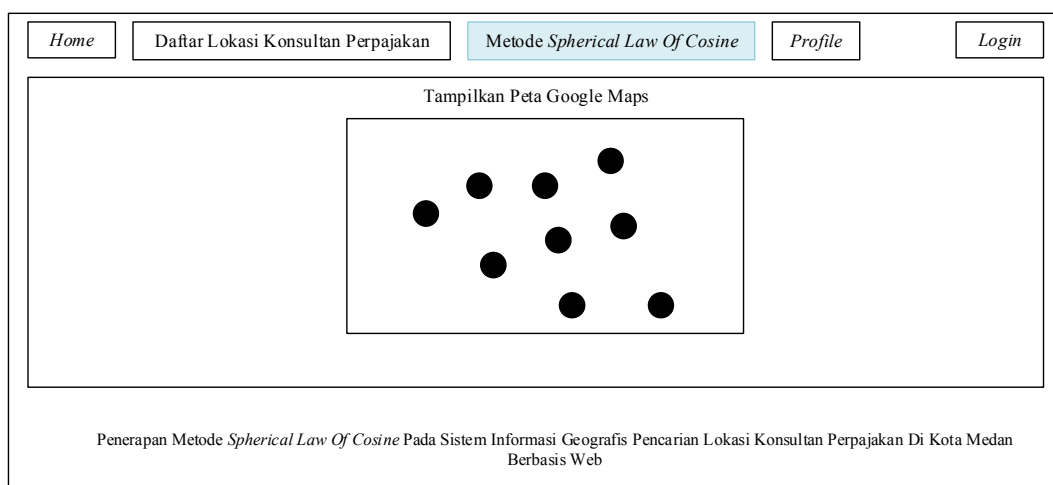 Home
Daftar Lokasi Konsultan Perpajakan
Metode Spherical Law Of Cosine
Profile
Login
Tampilkan Peta Google Maps
Penerapan Metode Spherical Law Of Cosine Pada Sistem Informasi Geografis Pencarian Lokasi Konsultan Perpajakan Di Kota Medan
Berbasis Web